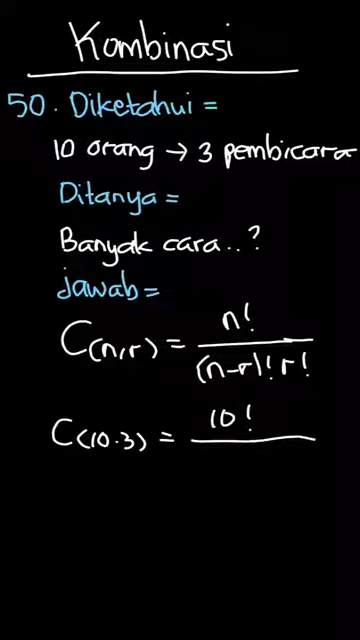 Kombinasi
50. Diketahui =
10 orang → 3 pembicara
Ditanya =
Banyak cara..?
jawab =
C(n,r) = n! / (n-r)! r!
C(10.3) = 10!